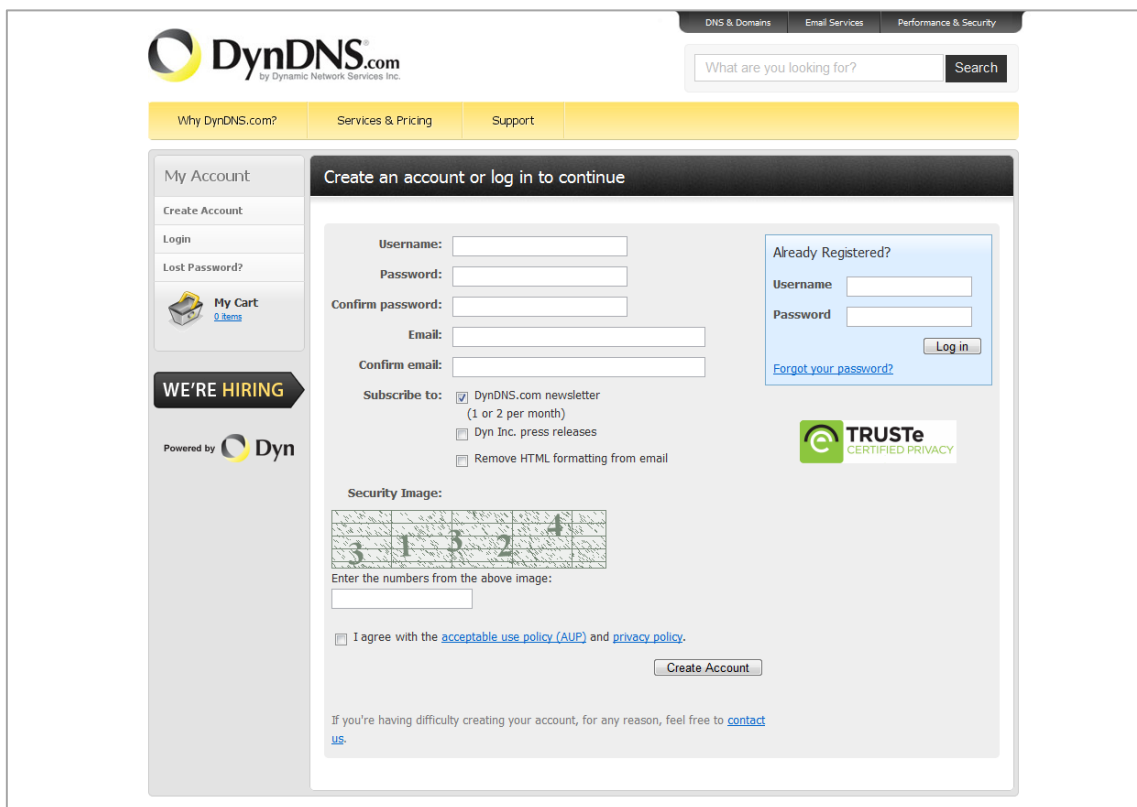 DNS & Domains
Email Services
Performance & Security
DynDNS.com
by Dynamic Network Services Inc.
What are you looking for?
Search
Why DynDNS.com?
Services & Pricing
Support
My Account
Create Account
Login
Lost Password?
My Cart
0 items
WE'RE HIRING
Powered by Dyn
Create an account or log in to continue
Username:
Password:
Confirm password:
Email:
Confirm email:
Subscribe to:
DynDNS.com newsletter
(1 or 2 per month)
Dyn Inc. press releases
Remove HTML formatting from email
Security Image:
3 1 3 2 4
Enter the numbers from the above image:
I agree with the acceptable use policy (AUP) and privacy policy.
Create Account
If you're having difficulty creating your account, for any reason, feel free to contact
us.
Already Registered?
Username
Password
Log in
Forgot your password?
TRUSTe
CERTIFIED PRIVACY